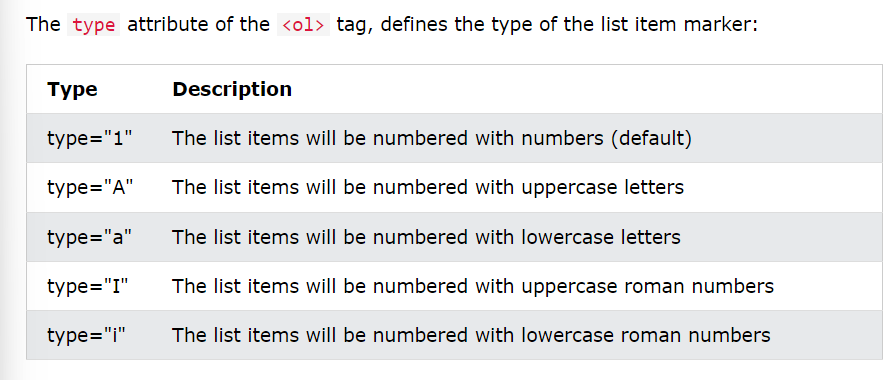 The type attribute of the <ol> tag, defines the type of the list item marker:
Type Description
type="1" The list items will be numbered with numbers (default)
type="A" The list items will be numbered with uppercase letters
type="a" The list items will be numbered with lowercase letters
type="I" The list items will be numbered with uppercase roman numbers
type="i" The list items will be numbered with lowercase roman numbers